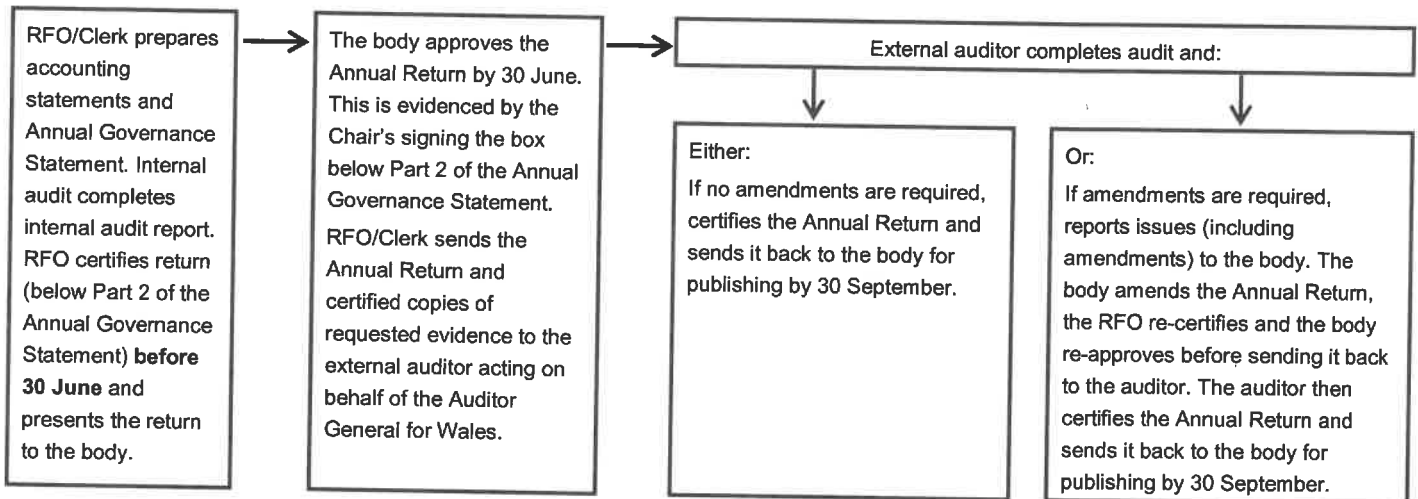 RFO/Clerk prepares
accounting
statements and
Annual Governance
Statement. Internal
audit completes
internal audit report.
RFO certifies return
(below Part 2 of the
Annual Governance
Statement) before
30 June and
presents the return
to the body.
The body approves the
Annual Return by 30 June.
This is evidenced by the
Chair's signing the box
below Part 2 of the Annual
Governance Statement.
RFO/Clerk sends the
Annual Return and
certified copies of
requested evidence to the
external auditor acting on
behalf of the Auditor
General for Wales.
External auditor completes audit and:
Either:
If no amendments are required,
certifies the Annual Return and
sends it back to the body for
publishing by 30 September.
Or:
If amendments are required,
reports issues (including
amendments) to the body. The
body amends the Annual Return,
the RFO re-certifies and the body
re-approves before sending it back
to the auditor. The auditor then
certifies the Annual Return and
sends it back to the body for
publishing by 30 September.